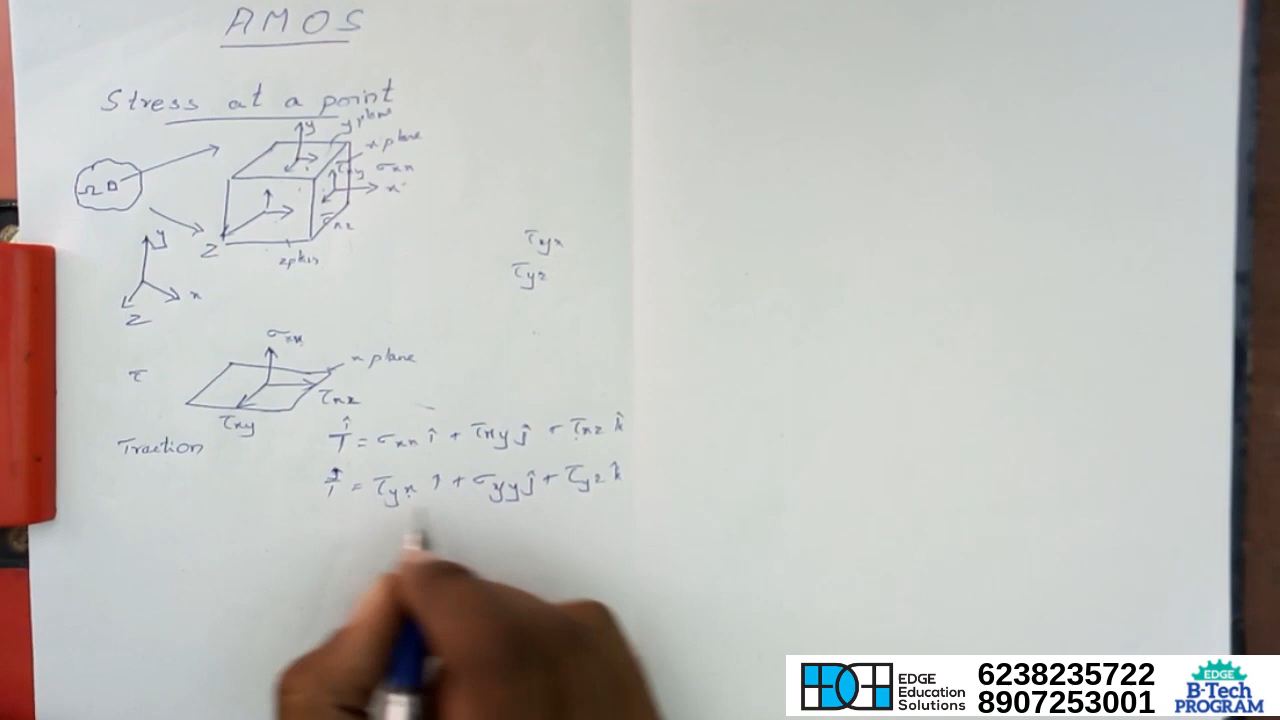 AMOS
Stress at a point
y
y plane
x plane
τxy σxx
x
Ω
τxz
z
z plane
y
x
z
τyx
τyz
σxx
x plane
τ
τxz
τxy
Traction
T^î = σxx î + τxy ĵ + τxz k̂
T^ĵ = τyx î + σyy ĵ + τyz k̂
EDGE
Education
Solutions
6238235722
8907253001
EDGE
B-Tech
PROGRAM